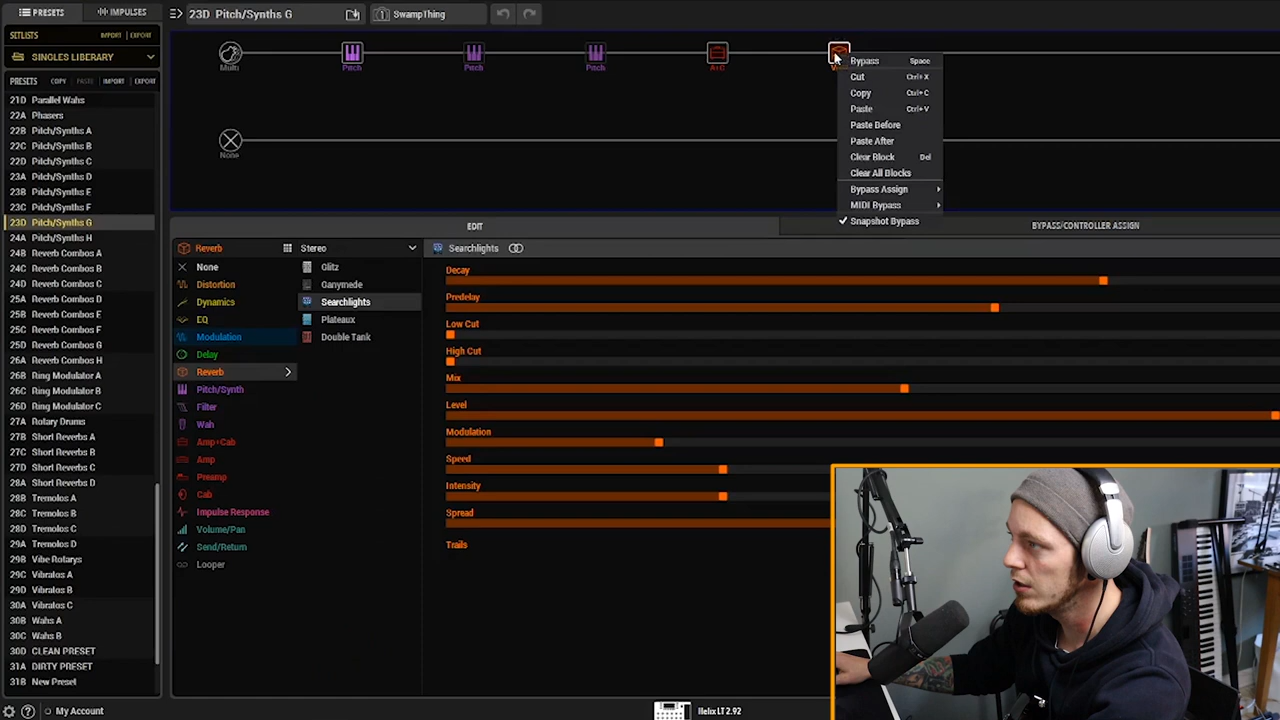 PRESETS IMPULSES
23D Pitch/Synths G
1 SwampThing
SETLISTS IMPORT EXPORT
SINGLES LIBERARY
PRESETS COPY PASTE IMPORT EXPORT
21D Parallel Wahs
22A Phasers
22B Pitch/Synths A
22C Pitch/Synths B
22D Pitch/Synths C
23A Pitch/Synths D
23B Pitch/Synths E
23C Pitch/Synths F
23D Pitch/Synths G
24A Pitch/Synths H
24B Reverb Combos A
24C Reverb Combos B
24D Reverb Combos C
25A Reverb Combos D
25B Reverb Combos E
25C Reverb Combos F
25D Reverb Combos G
26A Reverb Combos H
26B Ring Modulator A
26C Ring Modulator B
26D Ring Modulator C
27A Rotary Drums
27B Short Reverbs A
27C Short Reverbs B
27D Short Reverbs C
28A Short Reverbs D
28B Tremolos A
28C Tremolos B
28D Tremolos C
29A Tremolos D
29B Vibe Rotarys
29C Vibratos A
29D Vibratos B
30A Vibratos C
30B Wahs A
30C Wahs B
30D CLEAN PRESET
31A DIRTY PRESET
31B New Preset
My Account
Multi Pitch Pitch Pitch A+C
None
Bypass Space
Cut Ctrl+X
Copy Ctrl+C
Paste Ctrl+V
Paste Before
Paste After
Clear Block Del
Clear All Blocks
Bypass Assign
MIDI Bypass
Snapshot Bypass
EDIT BYPASS/CONTROLLER ASSIGN
Reverb Stereo Searchlights
None
Distortion
Dynamics
EQ
Modulation
Delay
Reverb
Pitch/Synth
Filter
Wah
Amp+Cab
Amp
Preamp
Cab
Impulse Response
Volume/Pan
Send/Return
Looper
Glitz
Ganymede
Searchlights
Plateaux
Double Tank
Decay
Predelay
Low Cut
High Cut
Mix
Level
Modulation
Speed
Intensity
Spread
Trails
Helix LT 2.92